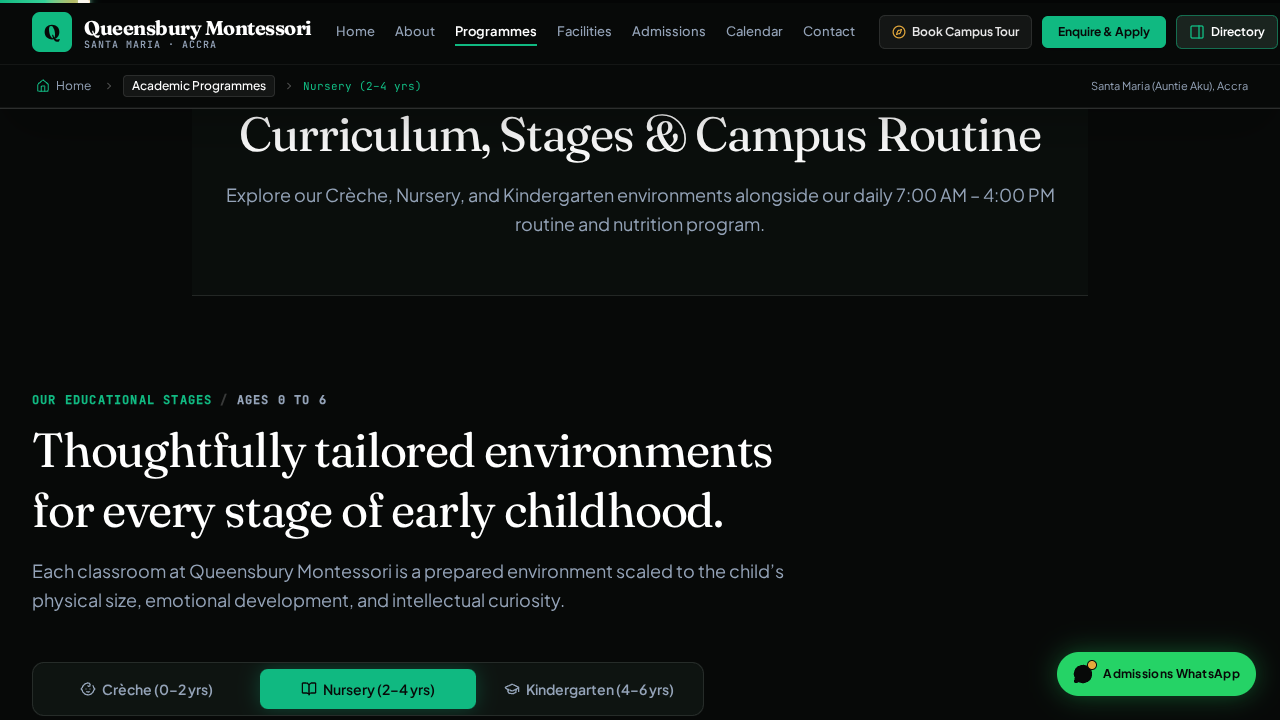 Q
Queensbury Montessori
SANTA MARIA · ACCRA
Home
About
Programmes
Facilities
Admissions
Calendar
Contact
Book Campus Tour
Enquire & Apply
Directory
Home
Academic Programmes
Nursery (2–4 yrs)
Santa Maria (Auntie Aku), Accra
Curriculum, Stages & Campus Routine
Explore our Crèche, Nursery, and Kindergarten environments alongside our daily 7:00 AM – 4:00 PM
routine and nutrition program.
OUR EDUCATIONAL STAGES / AGES 0 TO 6
Thoughtfully tailored environments
for every stage of early childhood.
Each classroom at Queensbury Montessori is a prepared environment scaled to the child’s
physical size, emotional development, and intellectual curiosity.
Crèche (0–2 yrs)
Nursery (2–4 yrs)
Kindergarten (4–6 yrs)
Admissions WhatsApp